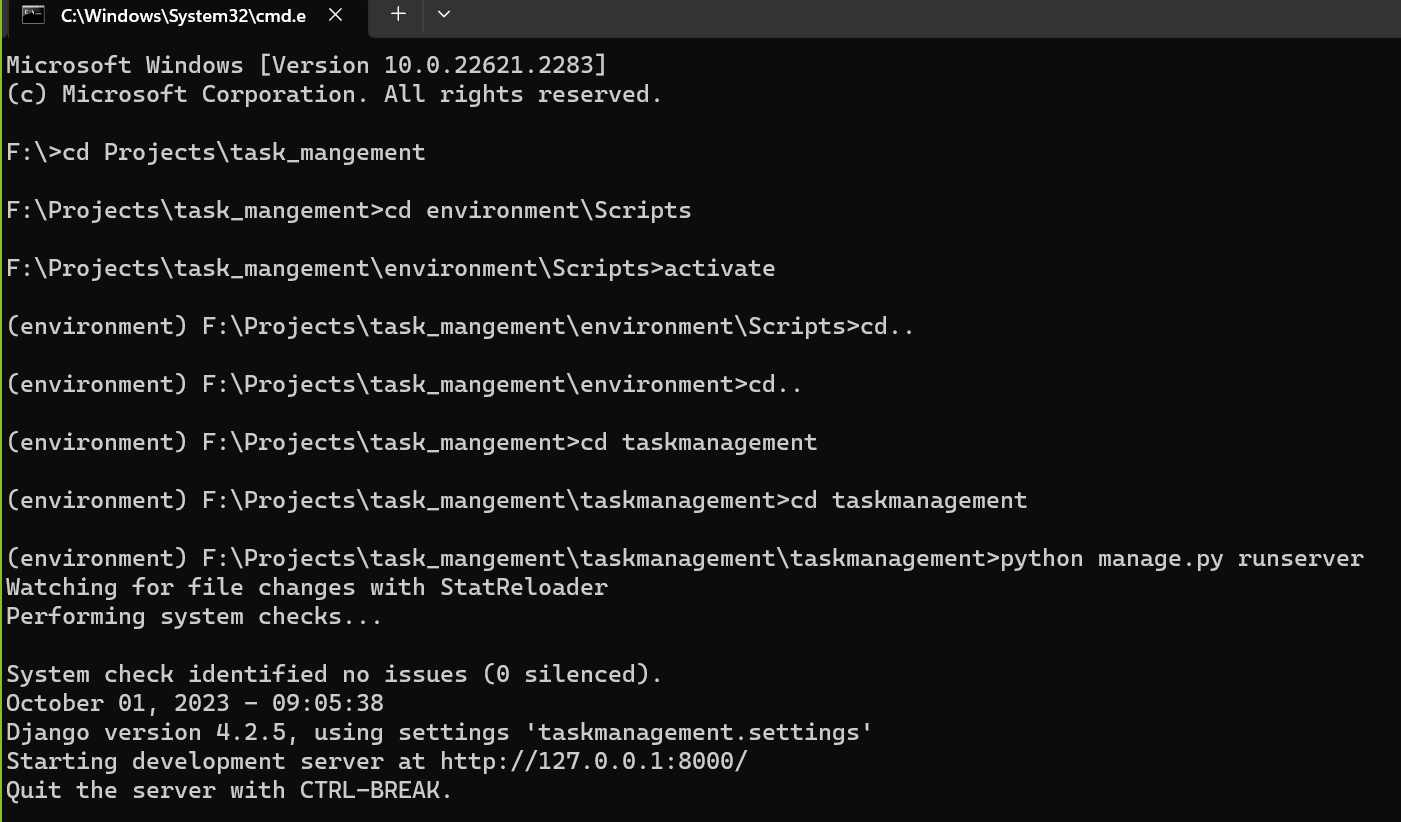 C:\Windows\System32\cmd.e
Microsoft Windows [Version 10.0.22621.2283]
(c) Microsoft Corporation. All rights reserved.
F:\>cd Projects\task_mangement
F:\Projects\task_mangement>cd environment\Scripts
F:\Projects\task_mangement\environment\Scripts>activate
(environment) F:\Projects\task_mangement\environment\Scripts>cd..
(environment) F:\Projects\task_mangement\environment>cd..
(environment) F:\Projects\task_mangement>cd taskmanagement
(environment) F:\Projects\task_mangement\taskmanagement>cd taskmanagement
(environment) F:\Projects\task_mangement\taskmanagement\taskmanagement>python manage.py runserver
Watching for file changes with StatReloader
Performing system checks...
System check identified no issues (0 silenced).
October 01, 2023 - 09:05:38
Django version 4.2.5, using settings 'taskmanagement.settings'
Starting development server at http://127.0.0.1:8000/
Quit the server with CTRL-BREAK.